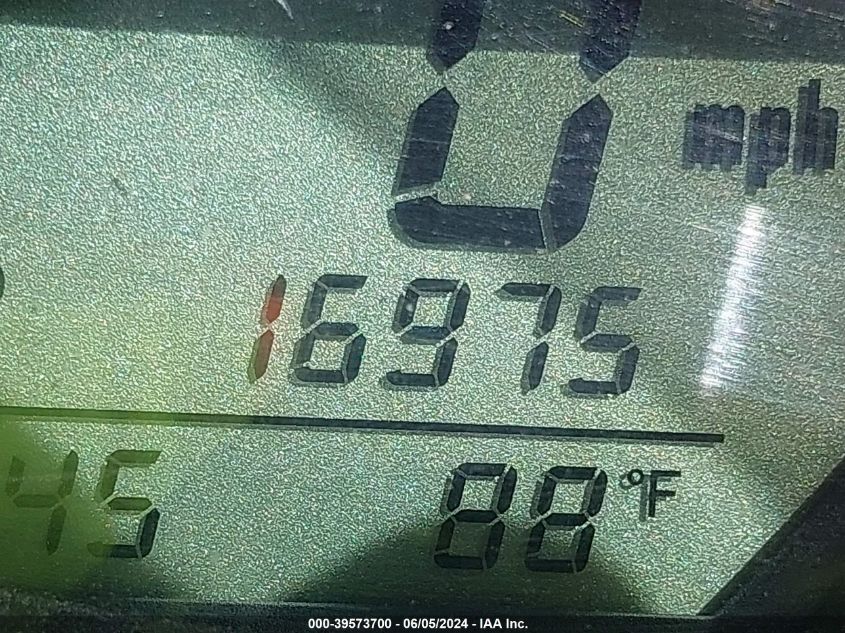 0 mph
16975
45 88 °F
000-39573700 - 06/05/2024 - IAA Inc.